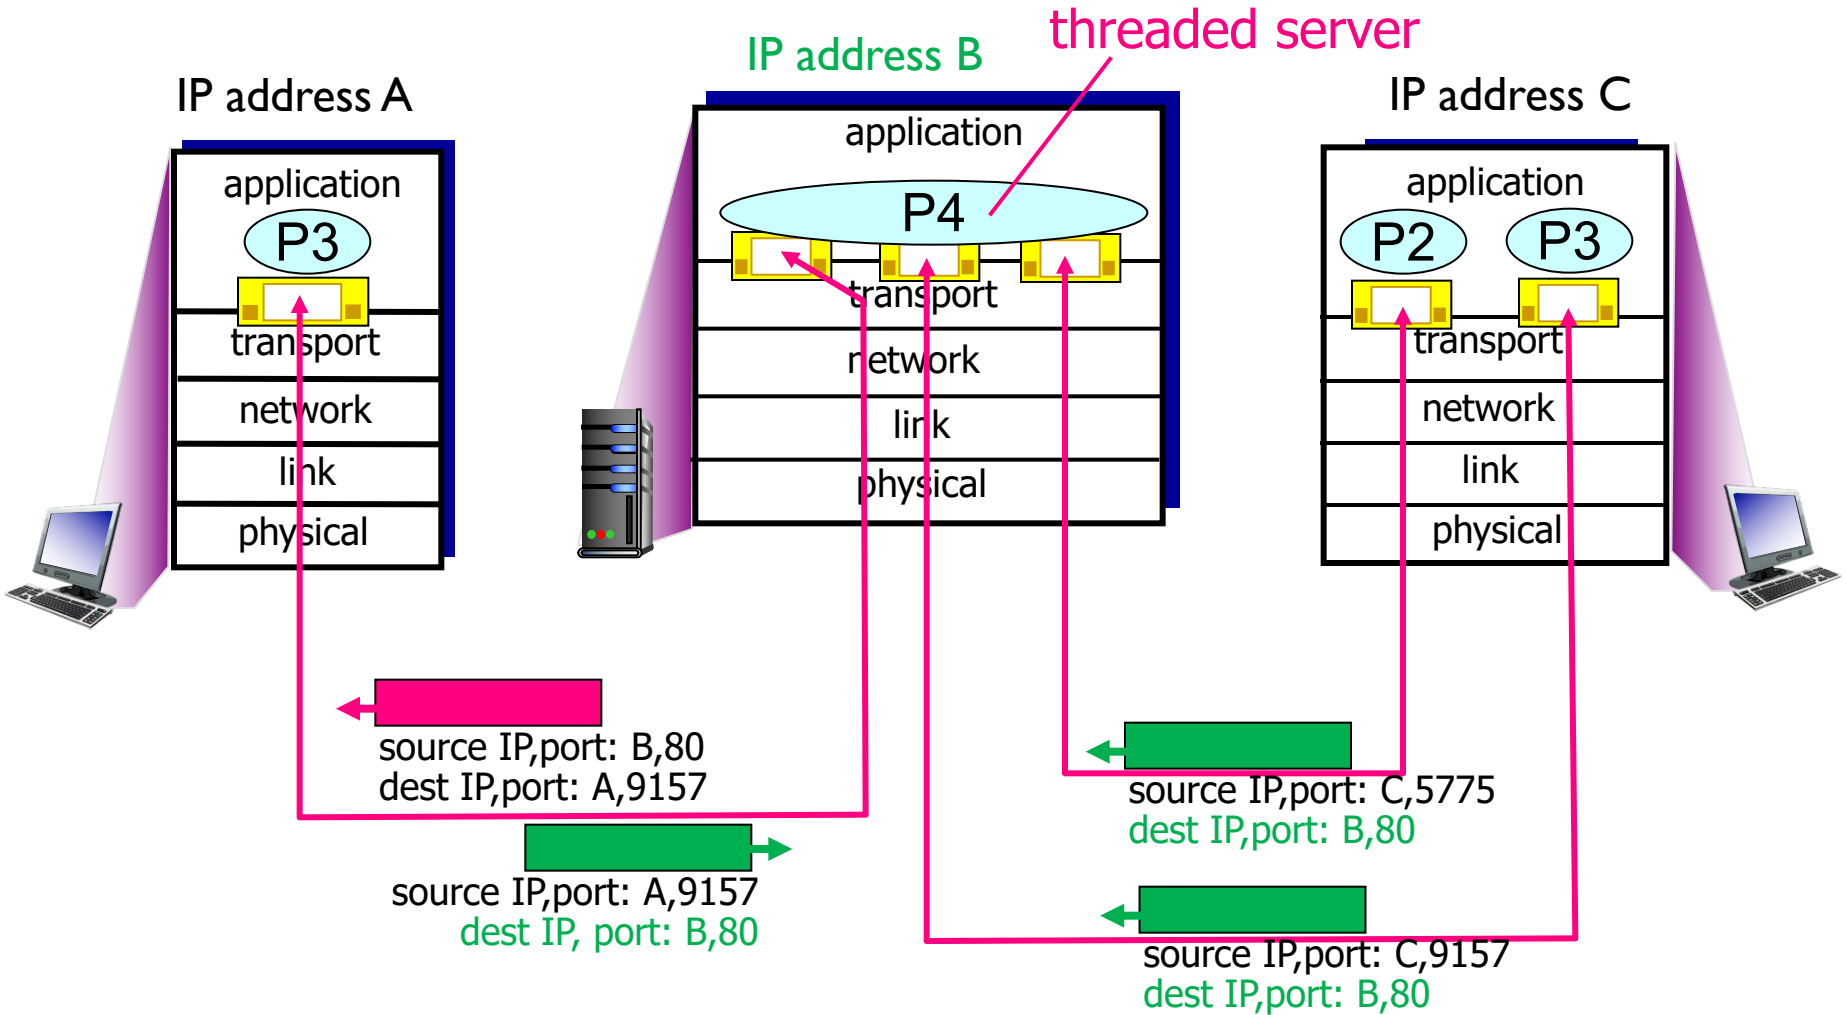 threaded server
IP address B
IP address A
IP address C
application
P3
transport
network
link
physical
application
P4
transport
network
link
physical
application
P2
P3
transport
network
link
physical
source IP,port: B,80
dest IP,port: A,9157
source IP,port: A,9157
dest IP, port: B,80
source IP,port: C,5775
dest IP,port: B,80
source IP,port: C,9157
dest IP,port: B,80